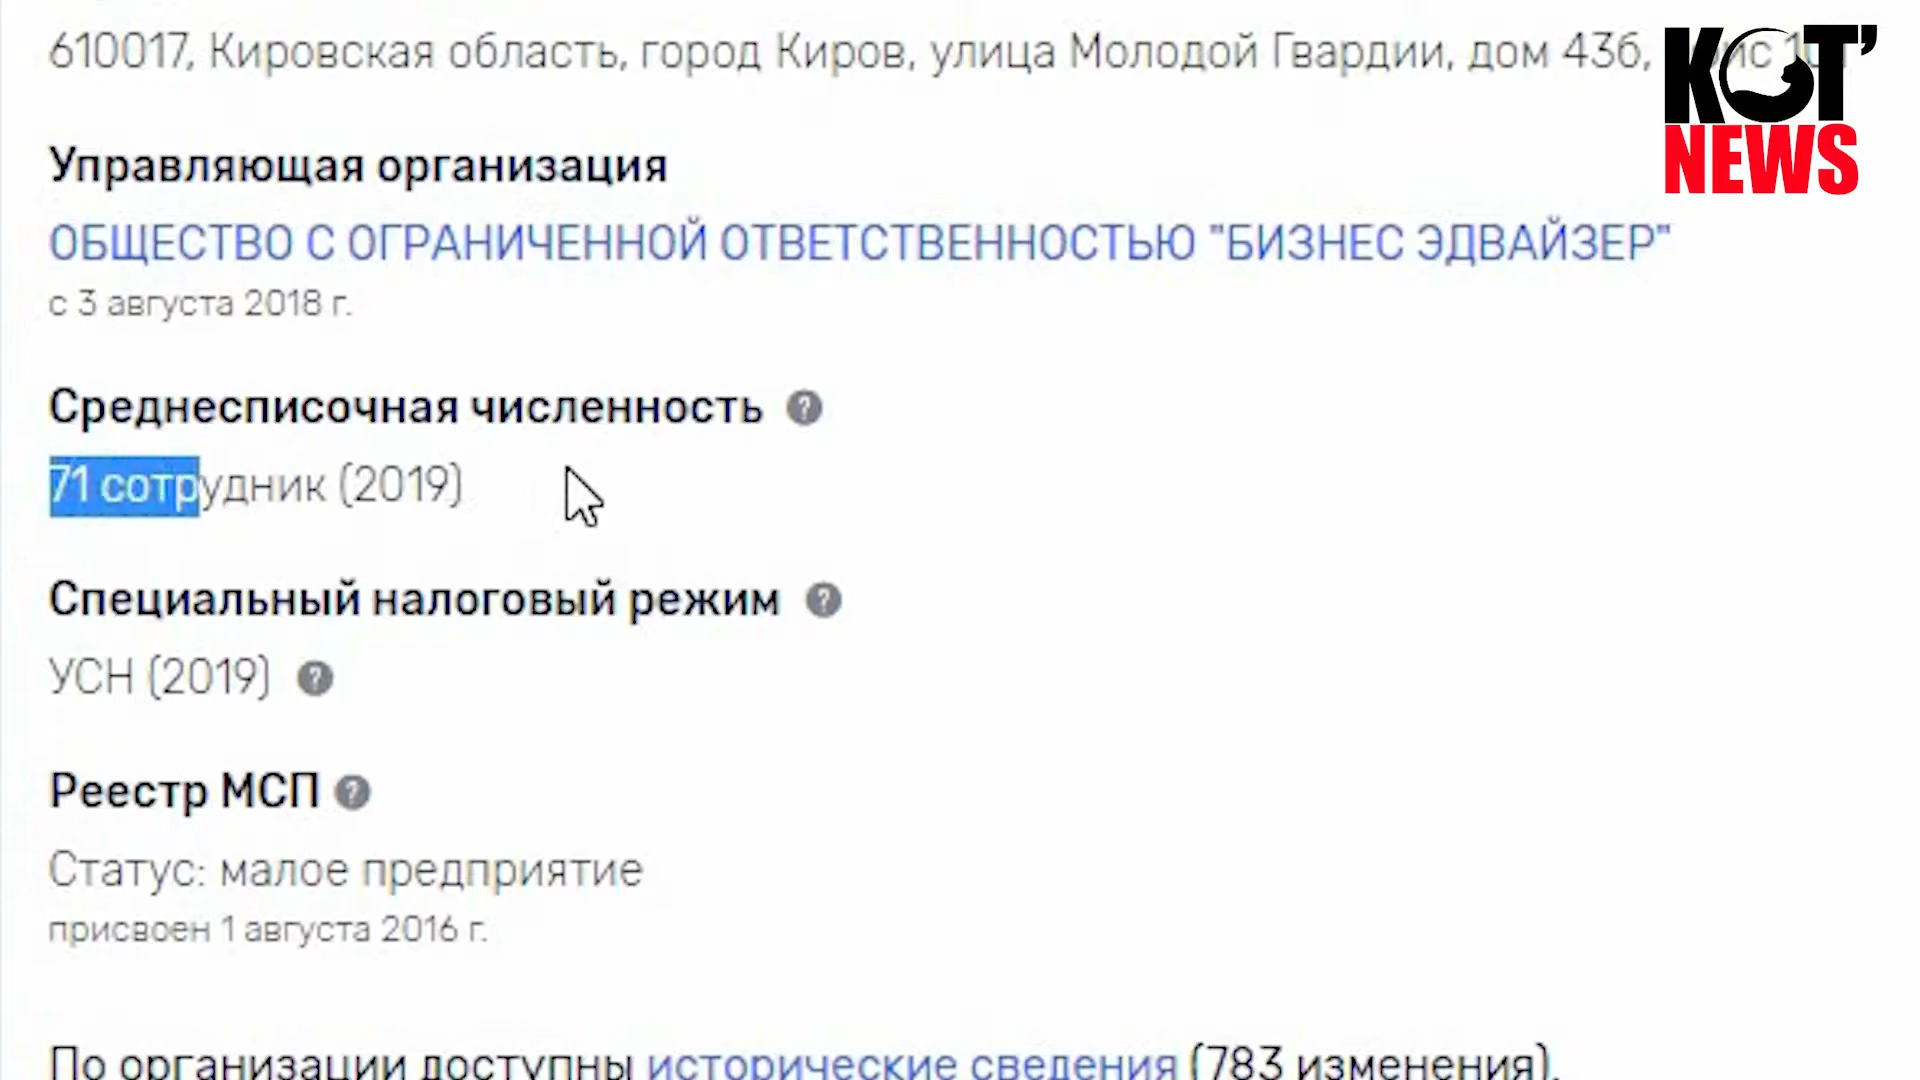 610017, Кировская область, город Киров, улица Молодой Гвардии, дом 43б,
КОТ'
NEWS
Управляющая организация
ОБЩЕСТВО С ОГРАНИЧЕННОЙ ОТВЕТСТВЕННОСТЬЮ "БИЗНЕС ЭДВАЙЗЕР"
с 3 августа 2018 г.
Среднесписочная численность ?
71 сотрудник (2019)
Специальный налоговый режим ?
УСН (2019) ?
Реестр МСП ?
Статус: малое предприятие
присвоен 1 августа 2016 г.
По организации доступны исторические сведения (783 изменения).